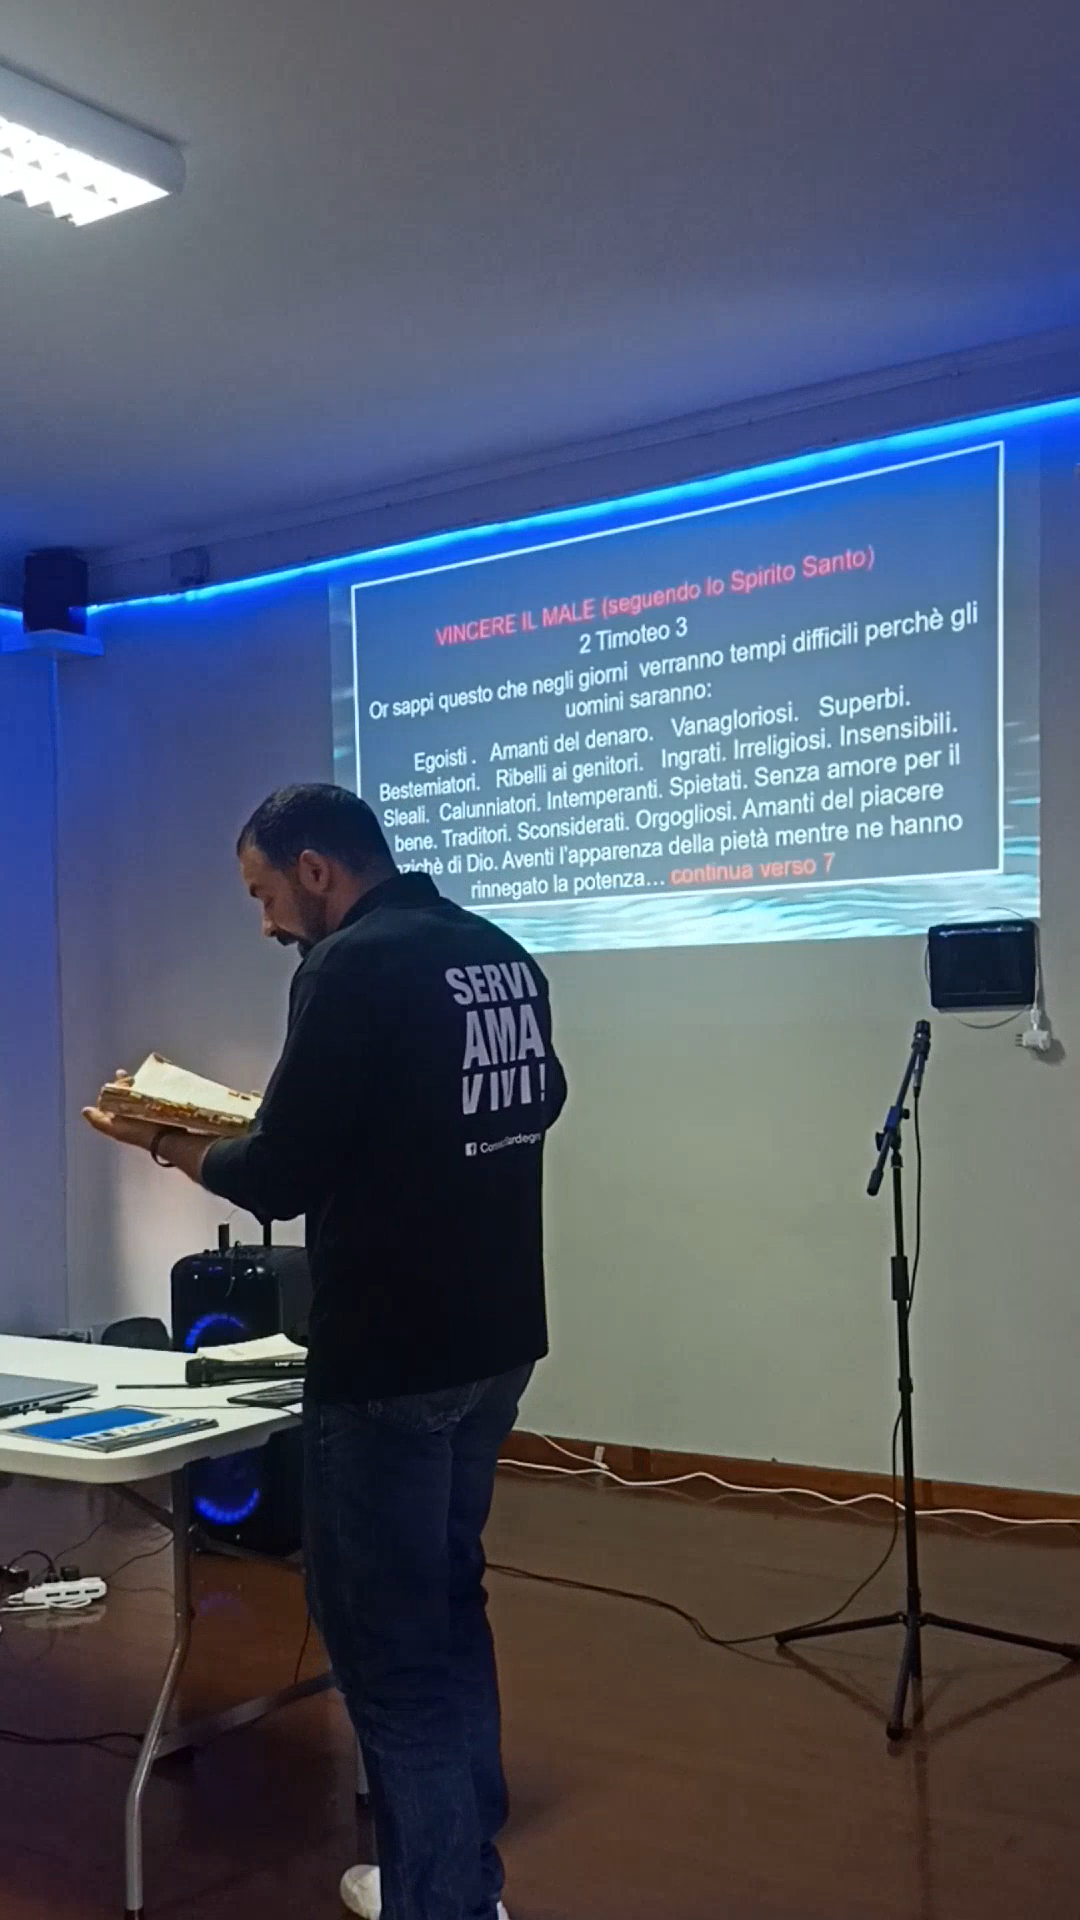 VINCERE IL MALE (seguendo lo Spirito Santo)
2 Timoteo 3
Or sappi questo che negli giorni verranno tempi difficili perchè gli
uomini saranno:
Egoisti. Amanti del denaro. Vanagloriosi. Superbi.
Bestemiatori. Ribelli ai genitori. Ingrati. Irreligiosi. Insensibili.
Sleali. Calunniatori. Intemperanti. Spietati. Senza amore per il
bene. Traditori. Sconsiderati. Orgogliosi. Amanti del piacere
di Dio. Aventi l'apparenza della pietà mentre ne hanno
rinnegato la potenza... continua verso 7
SERVI
AMA
VIVI!